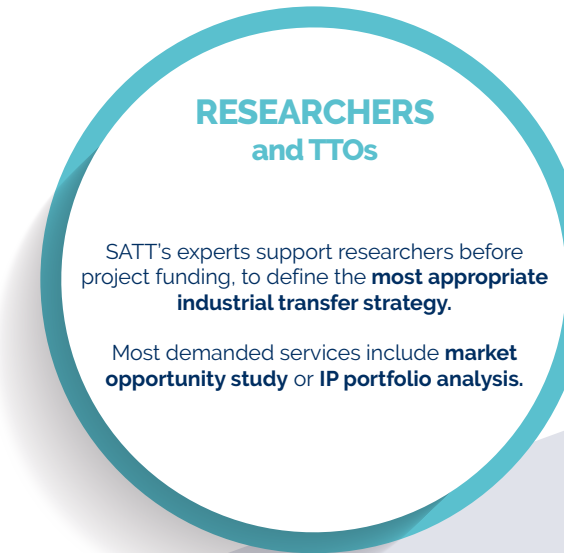 RESEARCHERS
and TTOs
SATT's experts support researchers before
project funding, to define the most appropriate
industrial transfer strategy.
Most demanded services include market
opportunity study or IP portfolio analysis.